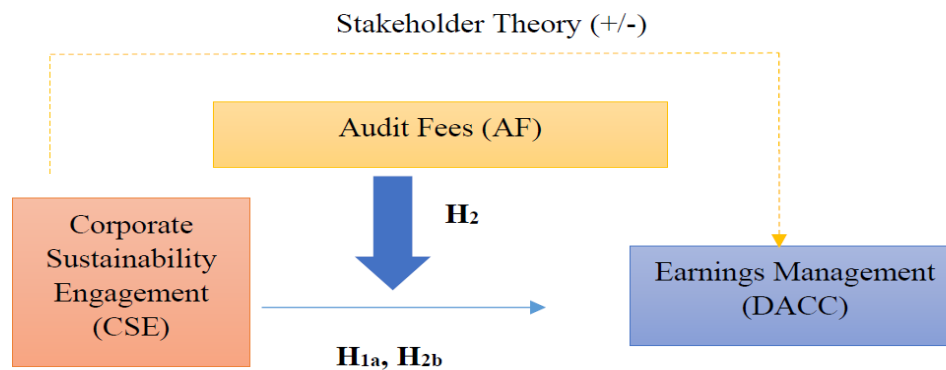 Stakeholder Theory (+/-)
Audit Fees (AF)
H₂
Corporate
Sustainability
Engagement
(CSE)
Earnings Management
(DACC)
H₁ₐ, H₂b